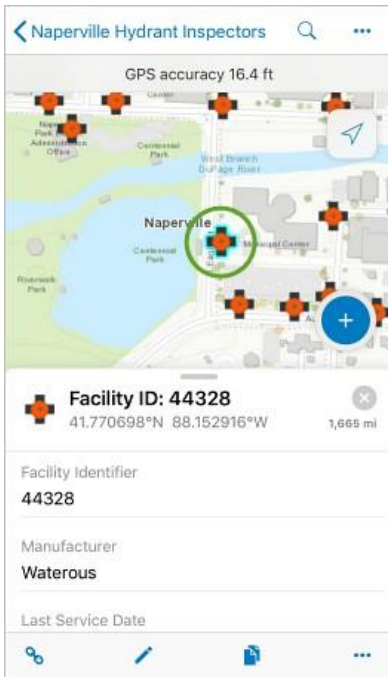 Naperville Hydrant Inspectors
GPS accuracy 16.4 ft
Center
Administration
Office
Centennial
Park
West Branch
DuPage River
Naperville
Municipal Center
Centennial
Park
Riverwalk
Park
Facility ID: 44328
41.770698°N 88.152916°W
1,665 mi
Facility Identifier
44328
Manufacturer
Waterous
Last Service Date